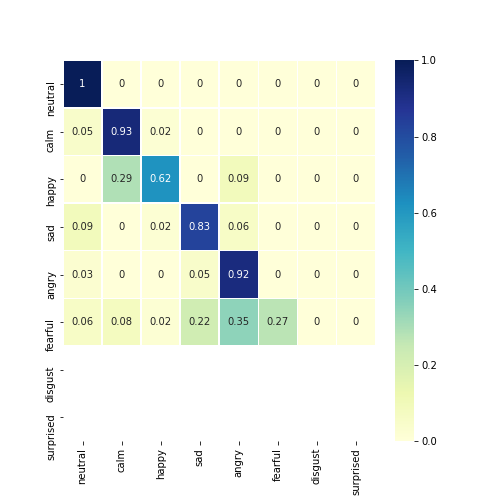 1.0
neutral 1 0 0 0 0 0 0 0
calm 0.05 0.93 0.02 0 0 0 0 0
0.8
happy 0 0.29 0.62 0 0.09 0 0 0
0.6
sad 0.09 0 0.02 0.83 0.06 0 0 0
0.4
angry 0.03 0 0 0.05 0.92 0 0 0
fearful 0.06 0.08 0.02 0.22 0.35 0.27 0 0
0.2
disgust
surprised
0.0
neutral calm happy sad angry fearful disgust surprised